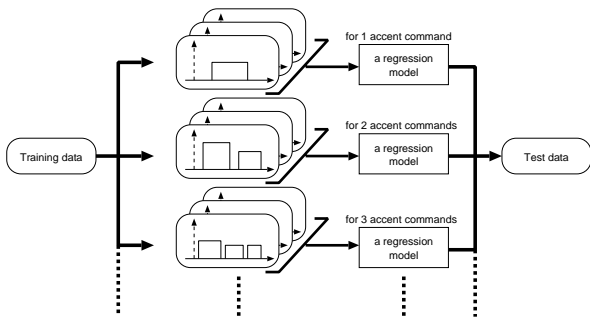 for 1 accent command
a regression
model
for 2 accent commands
Training data
a regression
model
Test data
for 3 accent commands
a regression
model